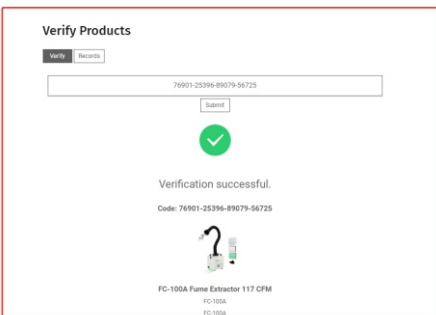 Verify Products
Verify Records
76901-25396-89079-56725
Submit
Verification successful.
Code: 76901-25396-89079-56725
FC-100A Fume Extractor 117 CFM
FC-100A
FC-100A